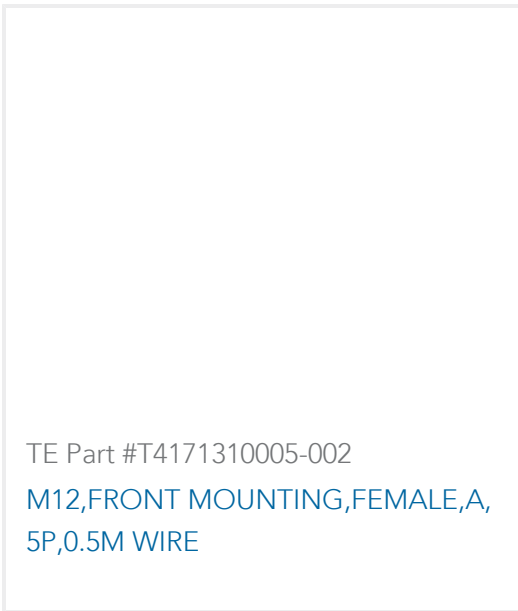 TE Part #T4171310005-002
M12,FRONT MOUNTING,FEMALE,A,
5P,0.5M WIRE